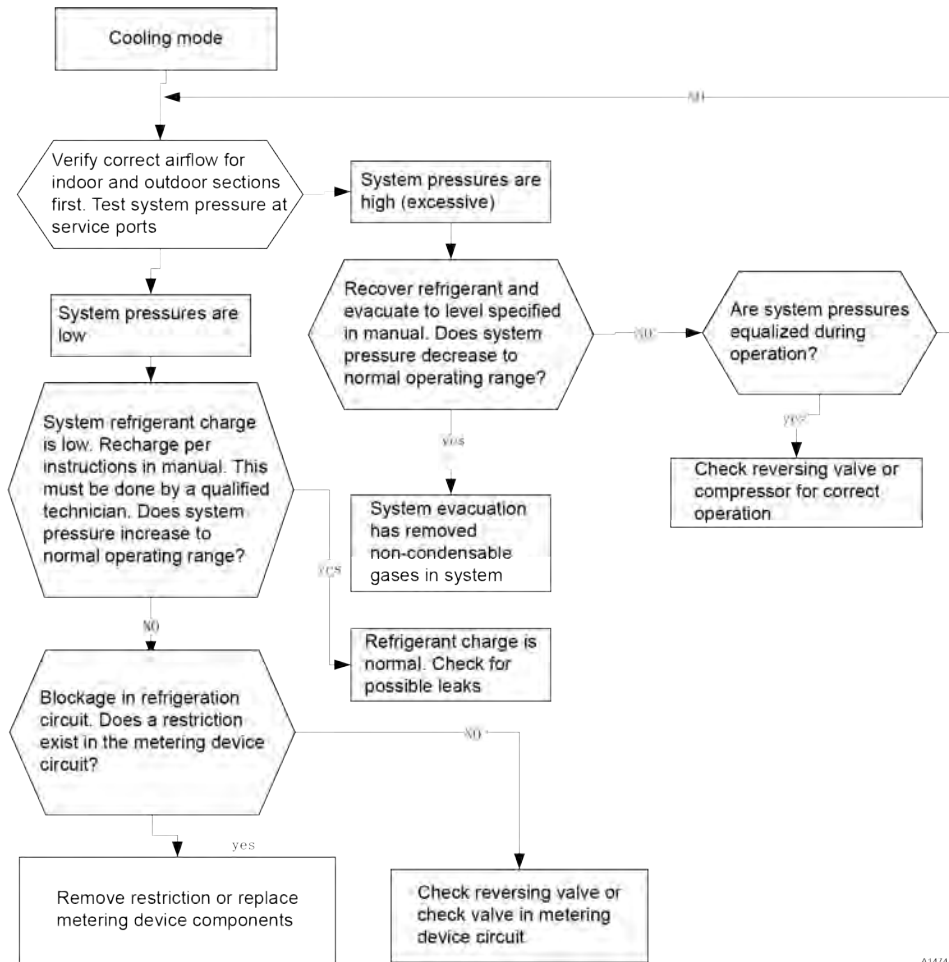 Cooling mode
NO
Verify correct airflow for
indoor and outdoor sections
first. Test system pressure at
service ports
System pressures are
high (excessive)
System pressures are
low
Recover refrigerant and
evacuate to level specified
in manual. Does system
pressure decrease to
normal operating range?
NO
Are system pressures
equalized during
operation?
yes
Check reversing valve or
compressor for correct
operation
yes
System evacuation
has removed
non-condensable
gases in system
System refrigerant charge
is low. Recharge per
instructions in manual. This
must be done by a qualified
technician. Does system
pressure increase to
normal operating range?
yes
Refrigerant charge is
normal. Check for
possible leaks
NO
Blockage in refrigeration
circuit. Does a restriction
exist in the metering device
circuit?
NO
yes
Remove restriction or replace
metering device components
Check reversing valve or
check valve in metering
device circuit